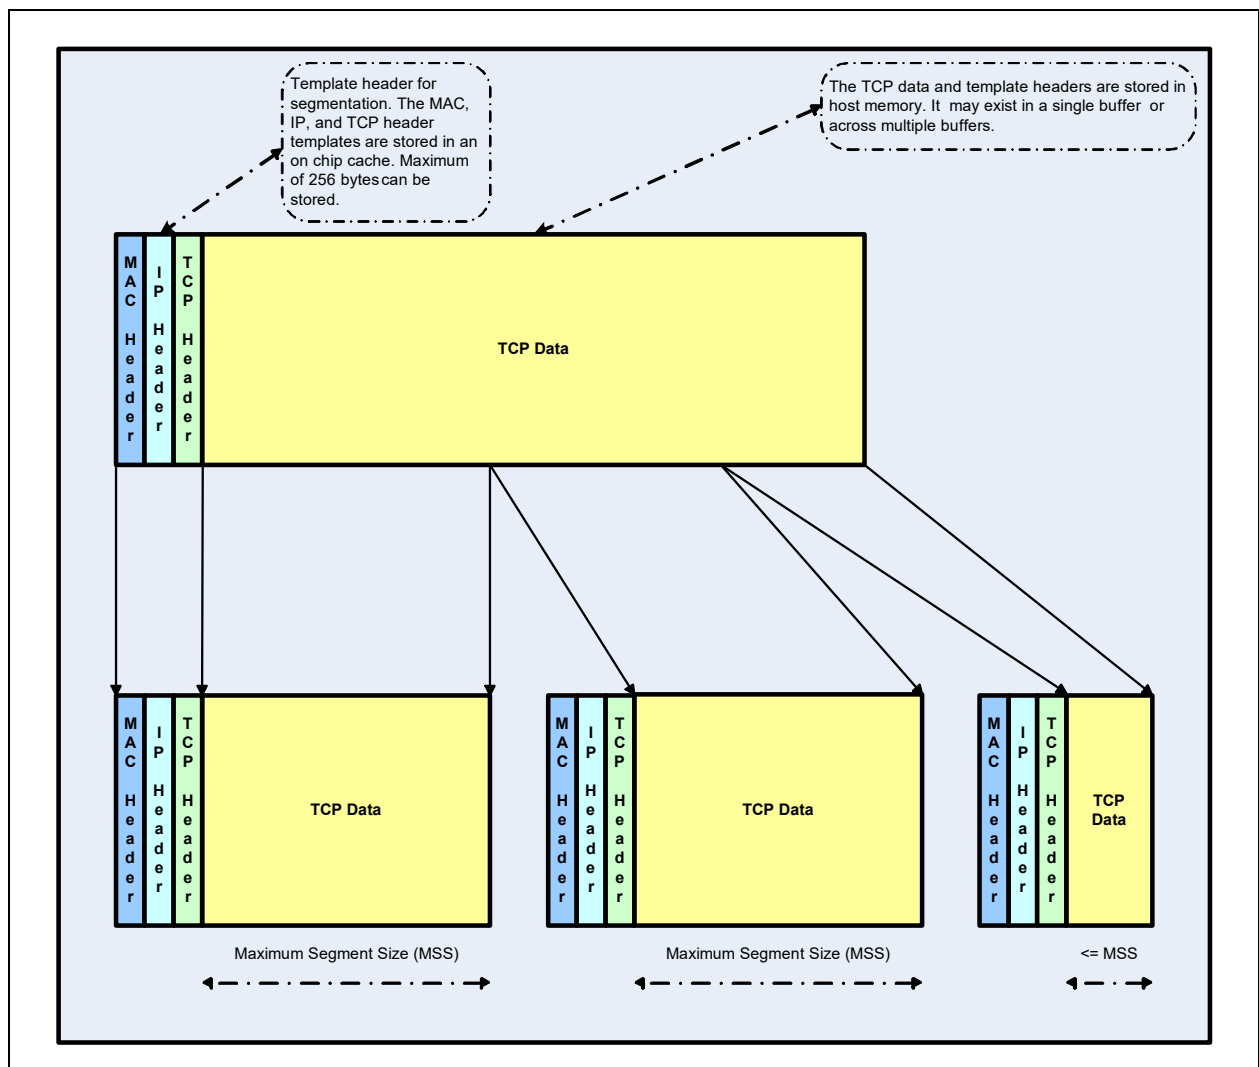 Template header for
segmentation. The MAC,
IP, and TCP header
templates are stored in an
on chip cache. Maximum
of 256 bytes can be
stored.
The TCP data and template headers are stored in
host memory. It may exist in a single buffer or
across multiple buffers.
MAC Header
IP Header
TCP Header
TCP Data
MAC Header
IP Header
TCP Header
TCP Data
MAC Header
IP Header
TCP Header
TCP Data
MAC Header
IP Header
TCP Header
TCP
Data
Maximum Segment Size (MSS)
Maximum Segment Size (MSS)
<= MSS